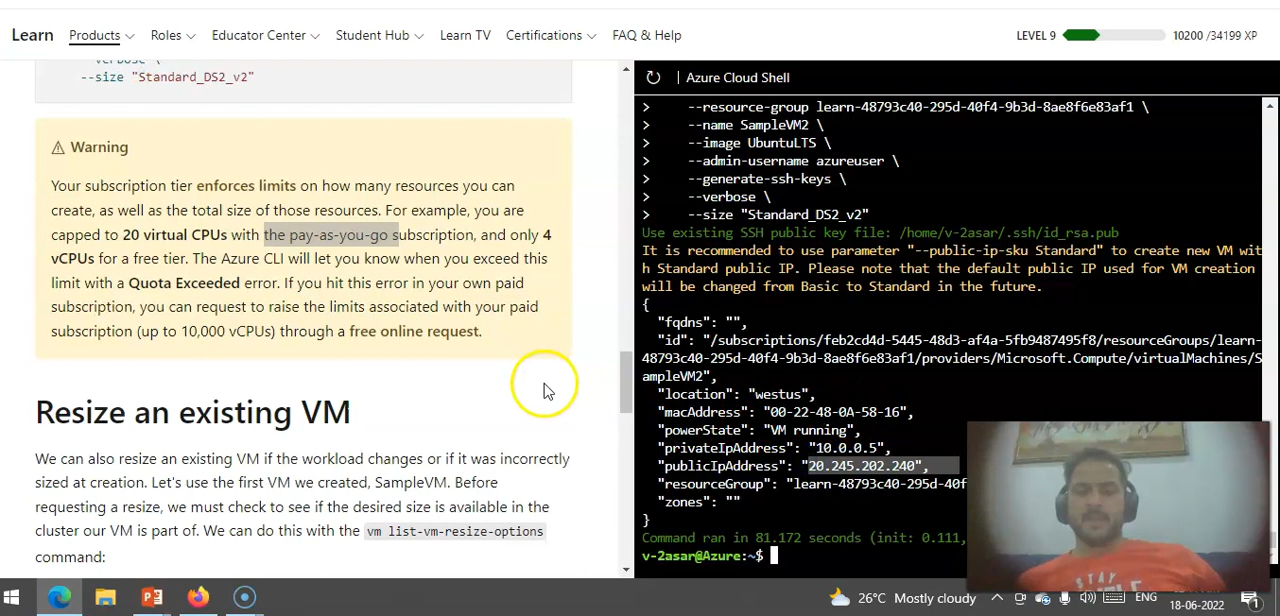 Learn Products Roles Educator Center Student Hub Learn TV Certifications FAQ & Help LEVEL 9 10200 /34199 XP
--verbose \
--size "Standard_DS2_v2"
Warning
Your subscription tier enforces limits on how many resources you can
create, as well as the total size of those resources. For example, you are
capped to 20 virtual CPUs with the pay-as-you-go subscription, and only 4
vCPUs for a free tier. The Azure CLI will let you know when you exceed this
limit with a Quota Exceeded error. If you hit this error in your own paid
subscription, you can request to raise the limits associated with your paid
subscription (up to 10,000 vCPUs) through a free online request.
Resize an existing VM
We can also resize an existing VM if the workload changes or if it was incorrectly
sized at creation. Let's use the first VM we created, SampleVM. Before
requesting a resize, we must check to see if the desired size is available in the
cluster our VM is part of. We can do this with the vm list-vm-resize-options
command:
Azure Cloud Shell
> --resource-group learn-48793c40-295d-40f4-9b3d-8ae8f6e83af1 \
> --name SampleVM2 \
> --image UbuntuLTS \
> --admin-username azureuser \
> --generate-ssh-keys \
> --verbose \
> --size "Standard_DS2_v2"
Use existing SSH public key file: /home/v-2asar/.ssh/id_rsa.pub
It is recommended to use parameter "--public-ip-sku Standard" to create new VM wit
h Standard public IP. Please note that the default public IP used for VM creation
will be changed from Basic to Standard in the future.
{
"fqdns": "",
"id": "/subscriptions/feb2cd4d-5445-48d3-af4a-5fb9487495f8/resourceGroups/learn-
48793c40-295d-40f4-9b3d-8ae8f6e83af1/providers/Microsoft.Compute/virtualMachines/S
ampleVM2",
"location": "westus",
"macAddress": "00-22-48-0A-58-16",
"powerState": "VM running",
"privateIpAddress": "10.0.0.5",
"publicIpAddress": "20.245.202.240",
"resourceGroup": "learn-48793c40-295d-40f
"zones": ""
}
Command ran in 81.172 seconds (init: 0.111,
v-2asar@Azure:~$
STAY
26°C Mostly cloudy ENG
18-06-2022
1